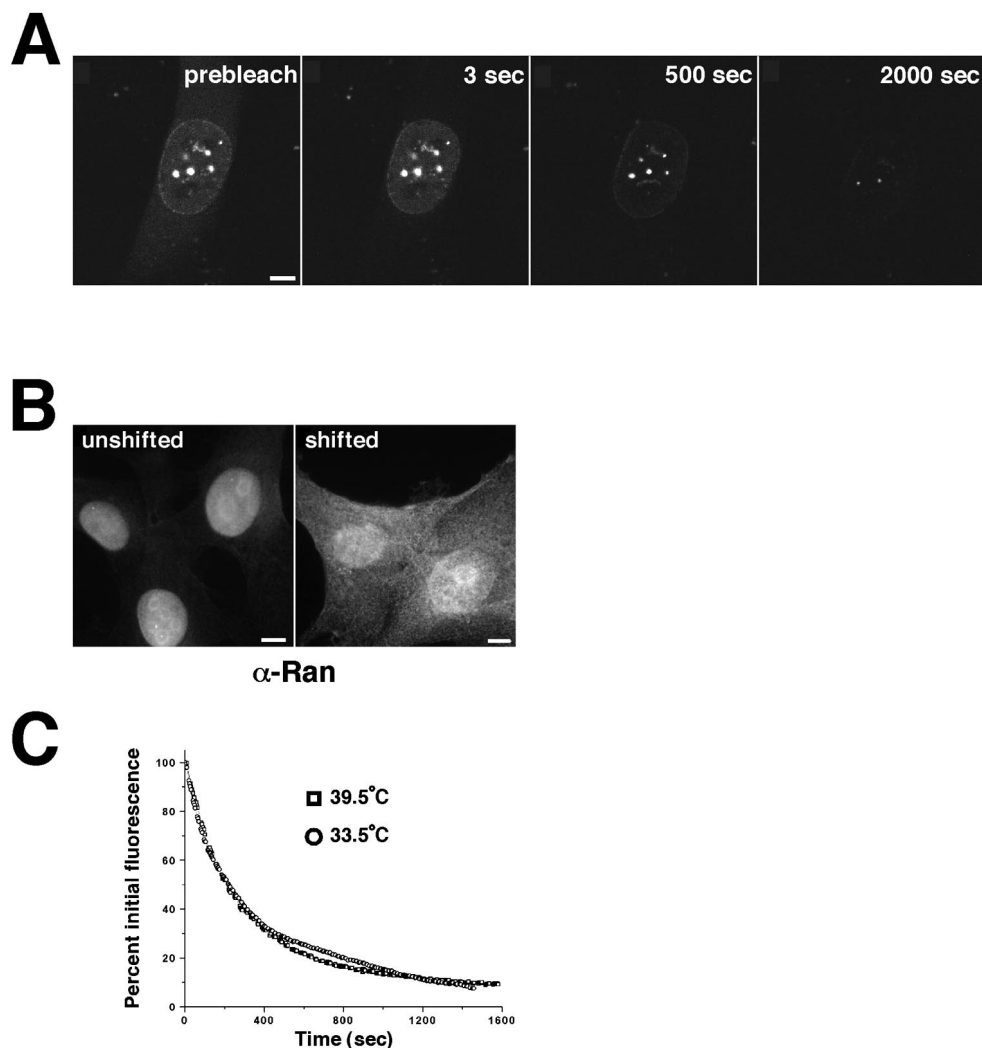 A
prebleach
3 sec
500 sec
2000 sec
B
unshifted
shifted
α-Ran
C
Percent initial fluorescence
100
80
60
40
20
0
39.5°C
33.5°C
0
400
800
1200
1600
Time (sec)